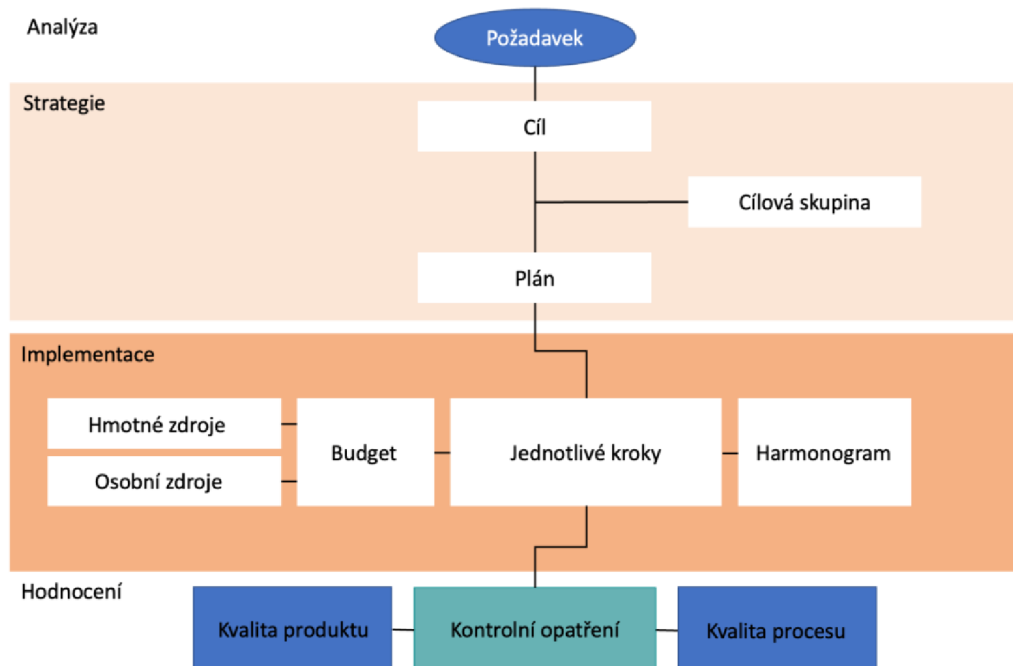 Analýza
Požadavek
Strategie
Cíl
Cílová skupina
Plán
Implementace
Hmotné zdroje
Osobní zdroje
Budget
Jednotlivé kroky
Harmonogram
Hodnocení
Kvalita produktu
Kontrolní opatření
Kvalita procesu